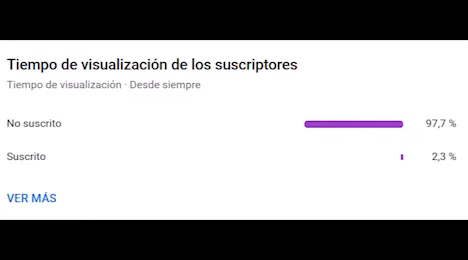 Tiempo de visualización de los suscriptores
Tiempo de visualización · Desde siempre
No suscrito 97,7 %
Suscrito 2,3 %
VER MÁS